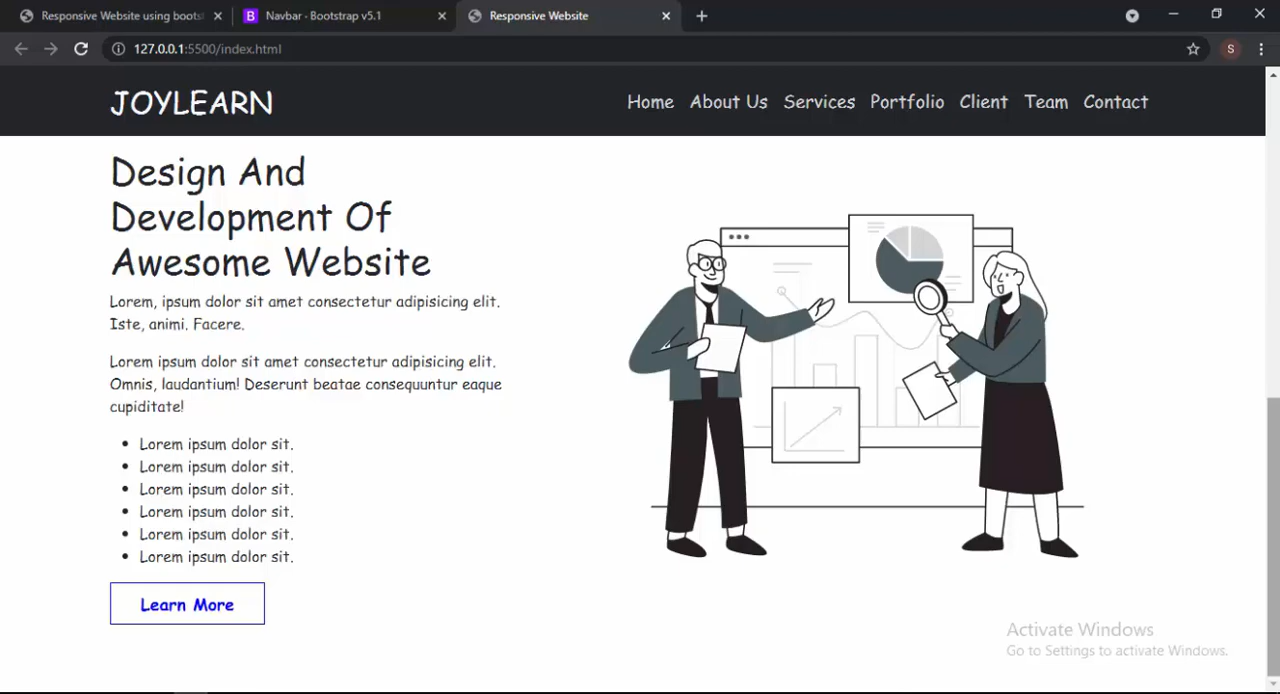 Responsive Website using boots
Navbar · Bootstrap v5.1
Responsive Website
127.0.0.1:5500/index.html
S
JOYLEARN
Home About Us Services Portfolio Client Team Contact
Design And
Development Of
Awesome Website
Lorem, ipsum dolor sit amet consectetur adipisicing elit.
Iste, animi. Facere.
Lorem ipsum dolor sit amet consectetur adipisicing elit.
Omnis, laudantium! Deserunt beatae consequuntur eaque
cupiditate!
Lorem ipsum dolor sit.
Lorem ipsum dolor sit.
Lorem ipsum dolor sit.
Lorem ipsum dolor sit.
Lorem ipsum dolor sit.
Lorem ipsum dolor sit.
Learn More
Activate Windows
Go to Settings to activate Windows.